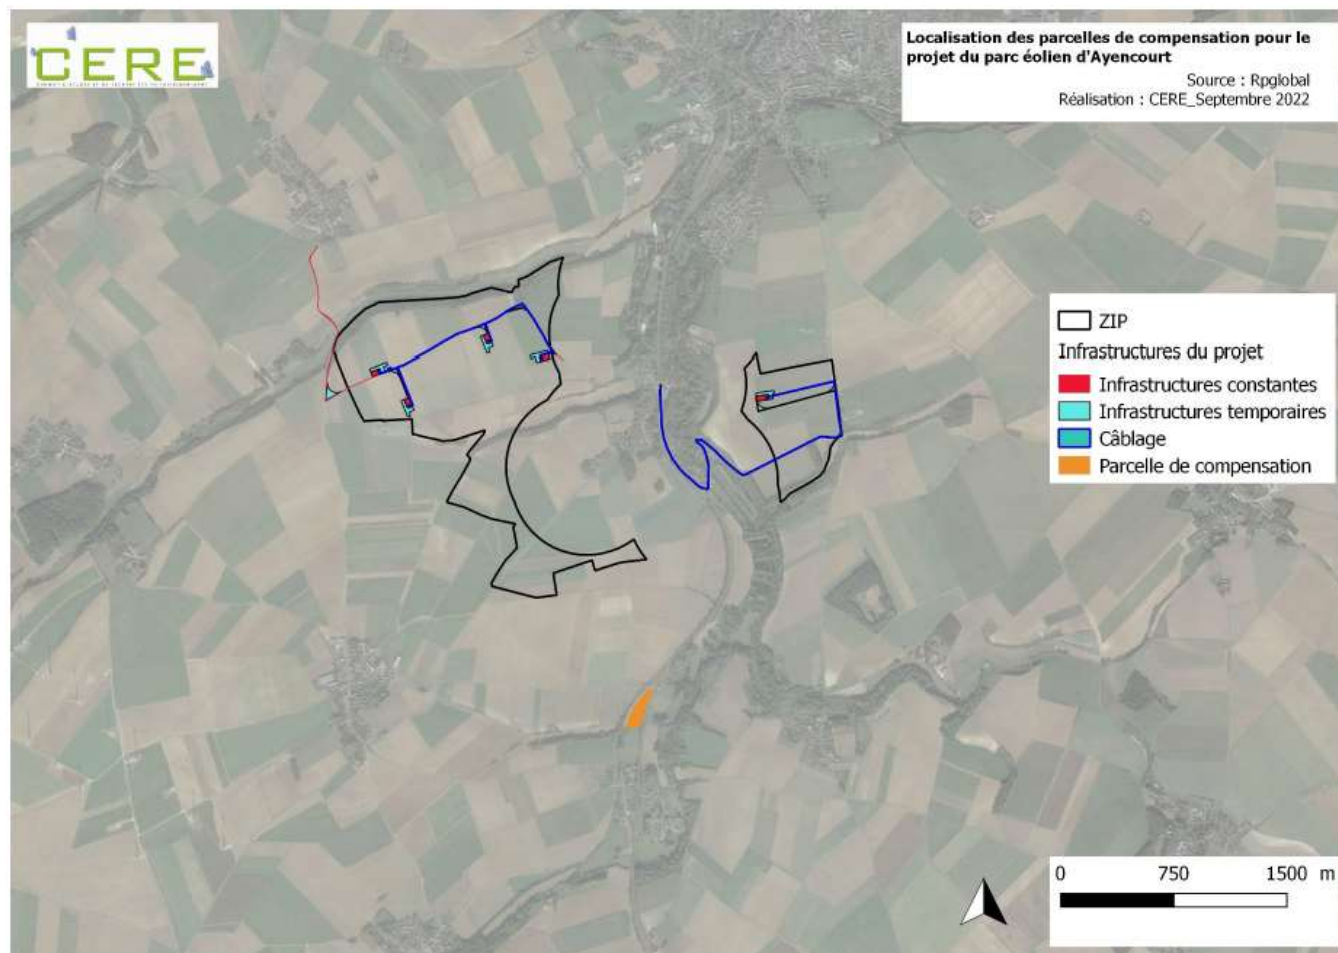 CERE
Localisation des parcelles de compensation pour le
projet du parc éolien d'Ayencourt
Source : Rpglobal
Réalisation : CERE_Septembre 2022
ZIP
Infrastructures du projet
Infrastructures constantes
Infrastructures temporaires
Câblage
Parcelle de compensation
0 750 1500 m